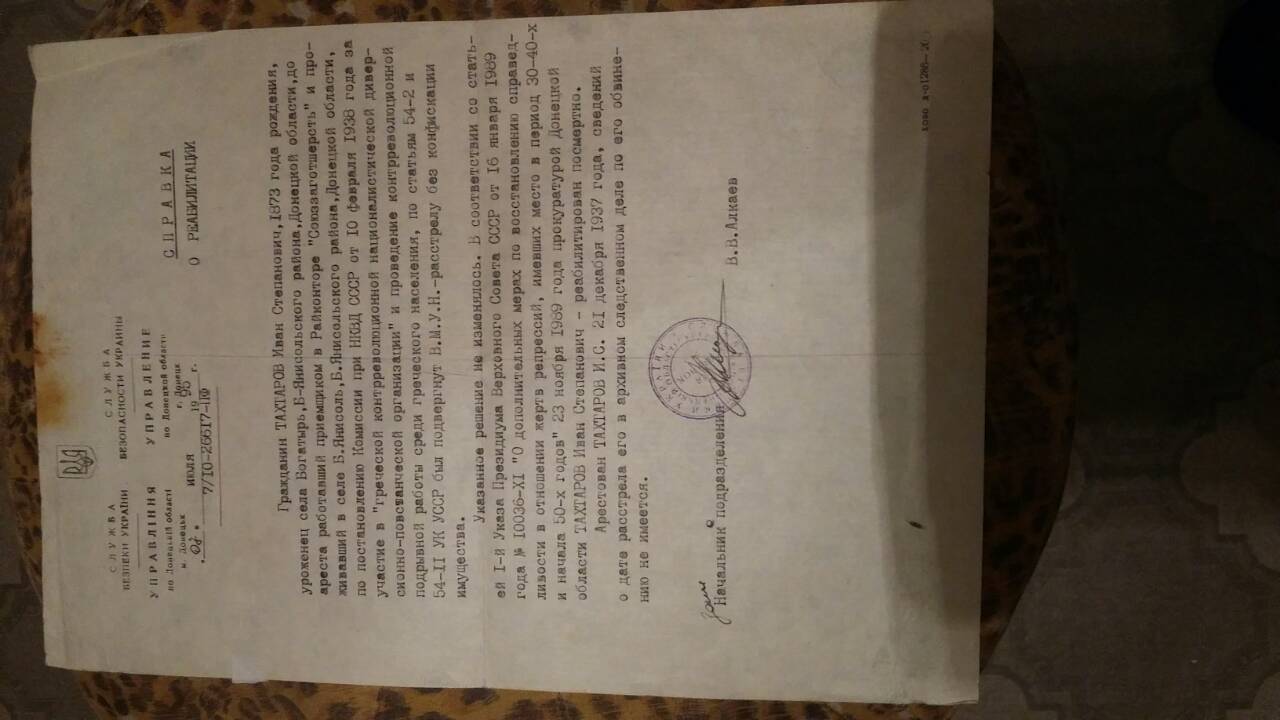 СЛУЖБА
БЕЗПЕКИ УКРАЇНИ
УПРАВЛІННЯ
по Донецькій області
м. Донецьк
СЛУЖБА
БЕЗОПАСНОСТИ УКРАИНЫ
УПРАВЛЕНИЕ
по Донецкой области
г. Донецк
июля 1995 г.
7/10-26617-ПФ
СПРАВКА
О РЕАБИЛИТАЦИИ
Гражданин ТАХТАРОВ Иван Степанович,1873 года рождения,
уроженец села Богатырь,Б-Янисольского района,Донецкой области,до
ареста работавший приемщиком в Райконторе "Союззаготшерсть" и про-
живавший в селе Б.Янисоль,Б.Янисольского района,Донецкой области,
по постановлению Комиссии при НКВД СССР от 10 февраля 1938 года за
участие в "греческой контрреволюционной националистической дивер-
сионно-повстанческой организации" и проведение контрреволюционной
подрывной работы среди греческого населения, по статьям 54-2 и
54-11 УК УССР был подвергнут В.М.У.Н.-расстрелу без конфискации
имущества.
Указанное решение не изменялось. В соответствии со стать-
ей 1-й Указа Президиума Верховного Совета СССР от 16 января 1989
года № 10036-XI "О дополнительных мерах по восстановлению справед-
ливости в отношении жертв репрессий, имевших место в период 30-40-х
и начала 50-х годов" 23 ноября 1989 года прокуратурой Донецкой
области ТАХТАРОВ Иван Степанович - реабилитирован посмертно.
Арестован ТАХТАРОВ И.С. 21 декабря 1937 года, сведений
о дате расстрела его в архивном следственном деле по его обвине-
нию не имеется.
Зам
Начальник подразделения В.В.Алкаев